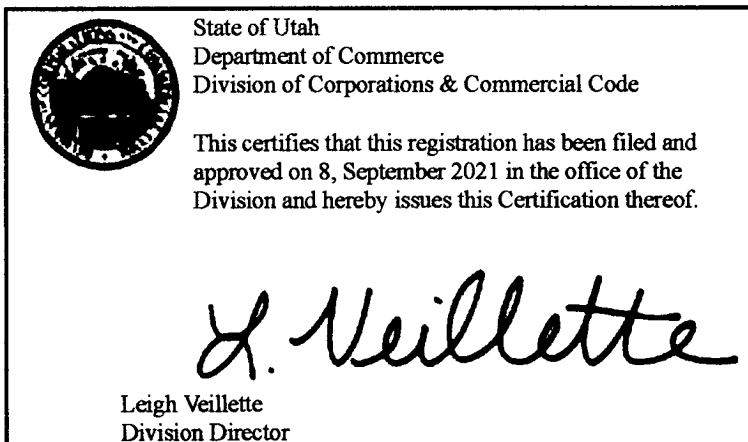 State of Utah
Department of Commerce
Division of Corporations & Commercial Code
This certifies that this registration has been filed and
approved on 8, September 2021 in the office of the
Division and hereby issues this Certification thereof.
L. Veillette
Leigh Veillette
Division Director